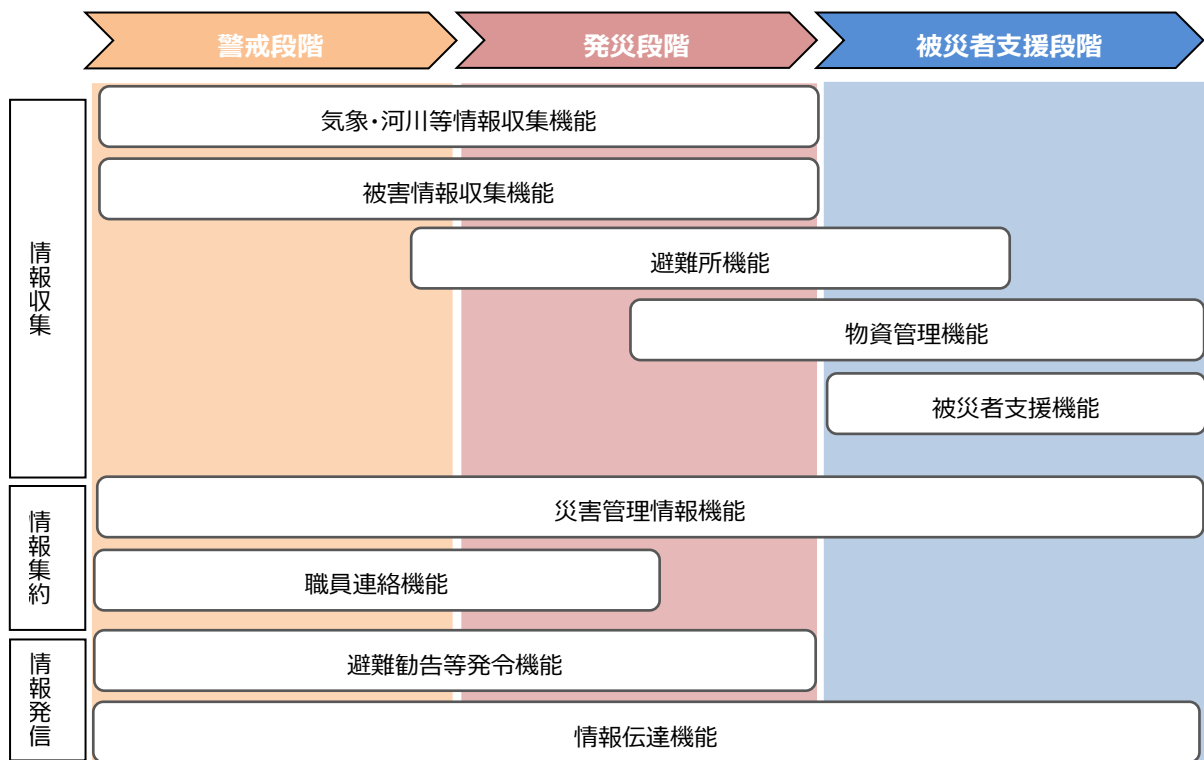 警戒段階
発災段階
被災者支援段階
情報収集
気象・河川等情報収集機能
被害情報収集機能
避難所機能
物資管理機能
被災者支援機能
情報集約
災害管理情報機能
職員連絡機能
情報発信
避難勧告等発令機能
情報伝達機能